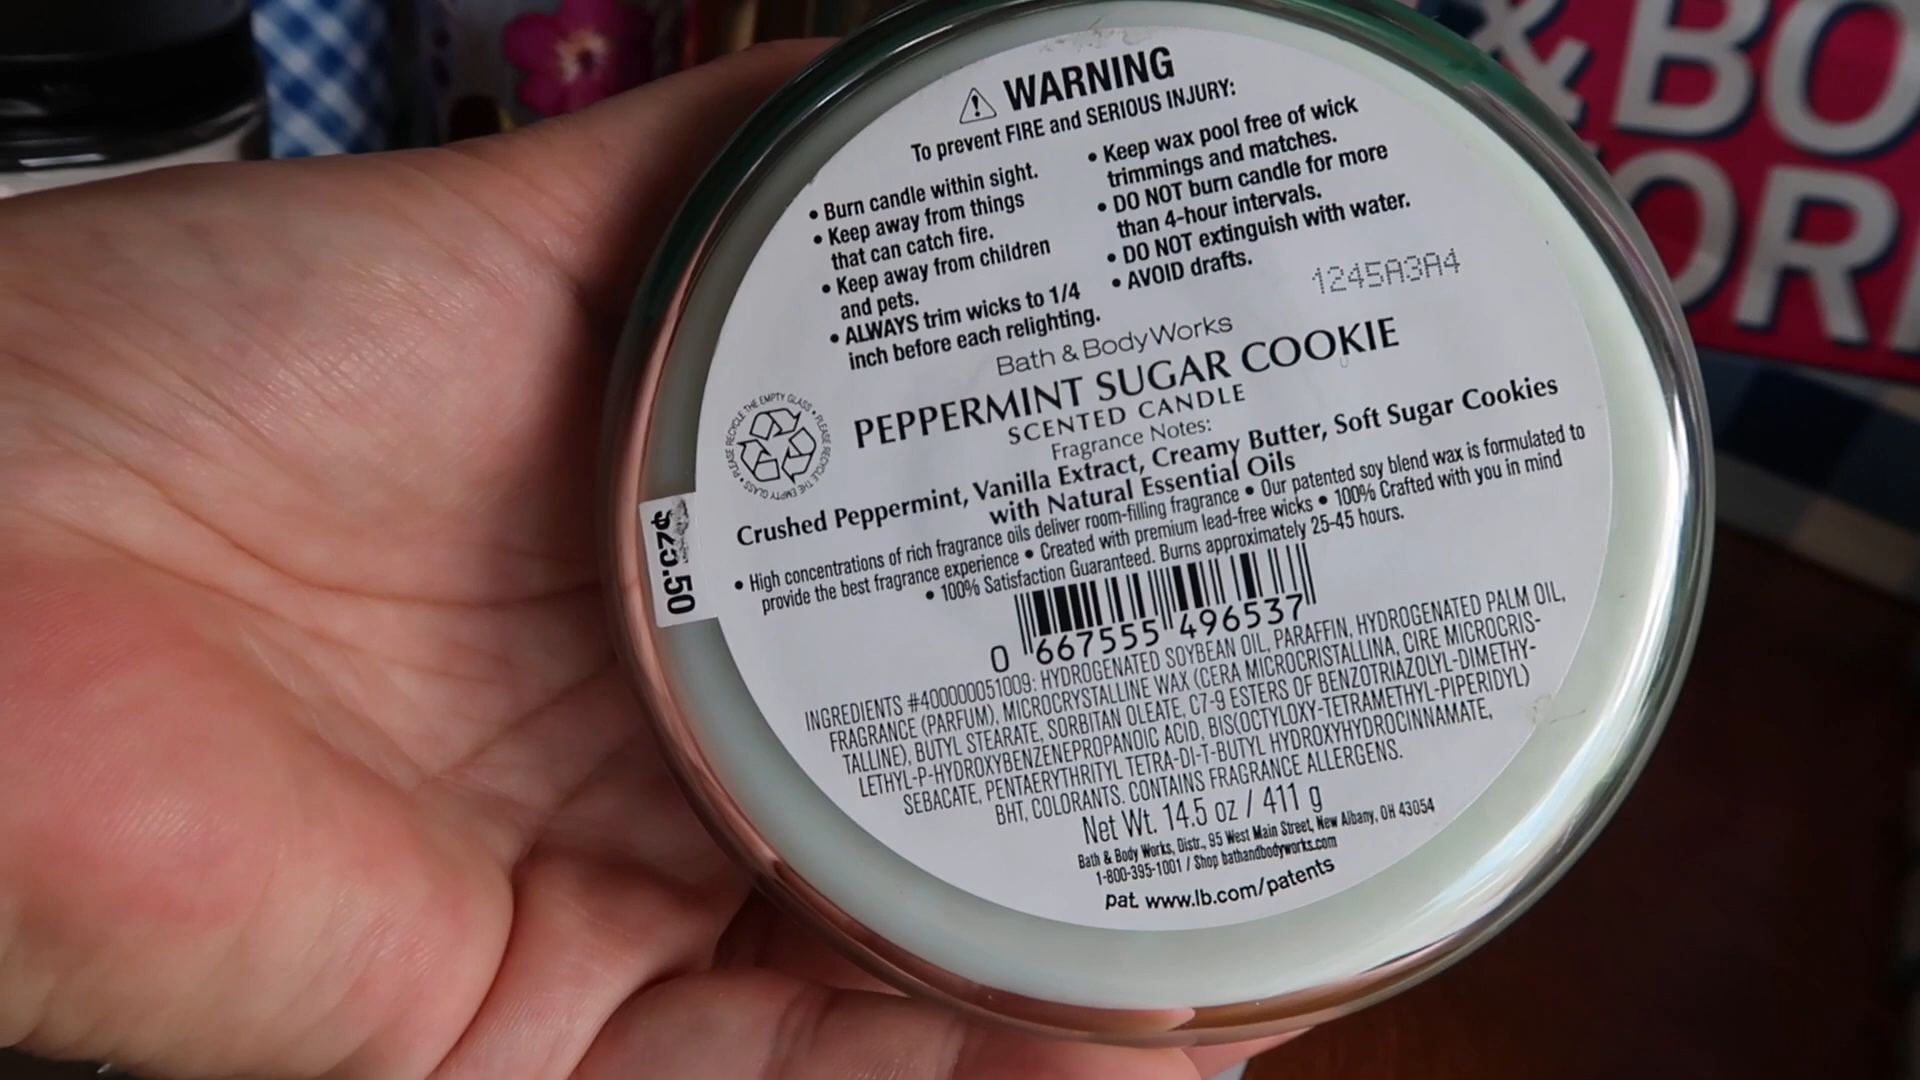 ⚠ WARNING
To prevent FIRE and SERIOUS INJURY:
• Burn candle within sight.
• Keep away from things
that can catch fire.
• Keep away from children
and pets.
• ALWAYS trim wicks to 1/4
inch before each relighting.
• Keep wax pool free of wick
trimmings and matches.
• DO NOT burn candle for more
than 4-hour intervals.
• DO NOT extinguish with water.
• AVOID drafts.
1245A3A4
Bath & Body Works
PEPPERMINT SUGAR COOKIE
SCENTED CANDLE
Fragrance Notes:
Crushed Peppermint, Vanilla Extract, Creamy Butter, Soft Sugar Cookies
with Natural Essential Oils
• High concentrations of rich fragrance oils deliver room-filling fragrance • Our patented soy blend wax is formulated to
provide the best fragrance experience • Created with premium lead-free wicks • 100% Crafted with you in mind
• 100% Satisfaction Guaranteed. Burns approximately 25-45 hours.
PLEASE RECYCLE THE EMPTY GLASS • PLEASE RECYCLE THE EMPTY GLASS •
$25.50
0 667555 496537
INGREDIENTS #400000051009: HYDROGENATED SOYBEAN OIL, PARAFFIN, HYDROGENATED PALM OIL,
FRAGRANCE (PARFUM), MICROCRYSTALLINE WAX (CERA MICROCRISTALLINA, CIRE MICROCRIS-
TALLINE), BUTYL STEARATE, SORBITAN OLEATE, C7-9 ESTERS OF BENZOTRIAZOLYL-DIMETHY-
LETHYL-P-HYDROXYBENZENEPROPANOIC ACID, BIS(OCTYLOXY-TETRAMETHYL-PIPERIDYL)
SEBACATE, PENTAERYTHRITYL TETRA-DI-T-BUTYL HYDROXYHYDROCINNAMATE,
BHT, COLORANTS. CONTAINS FRAGRANCE ALLERGENS.
Net Wt. 14.5 oz / 411 g
Bath & Body Works, Distr., 95 West Main Street, New Albany, OH 43054
1-800-395-1001 / Shop bathandbodyworks.com
pat. www.lb.com/patents
& BO
ORK